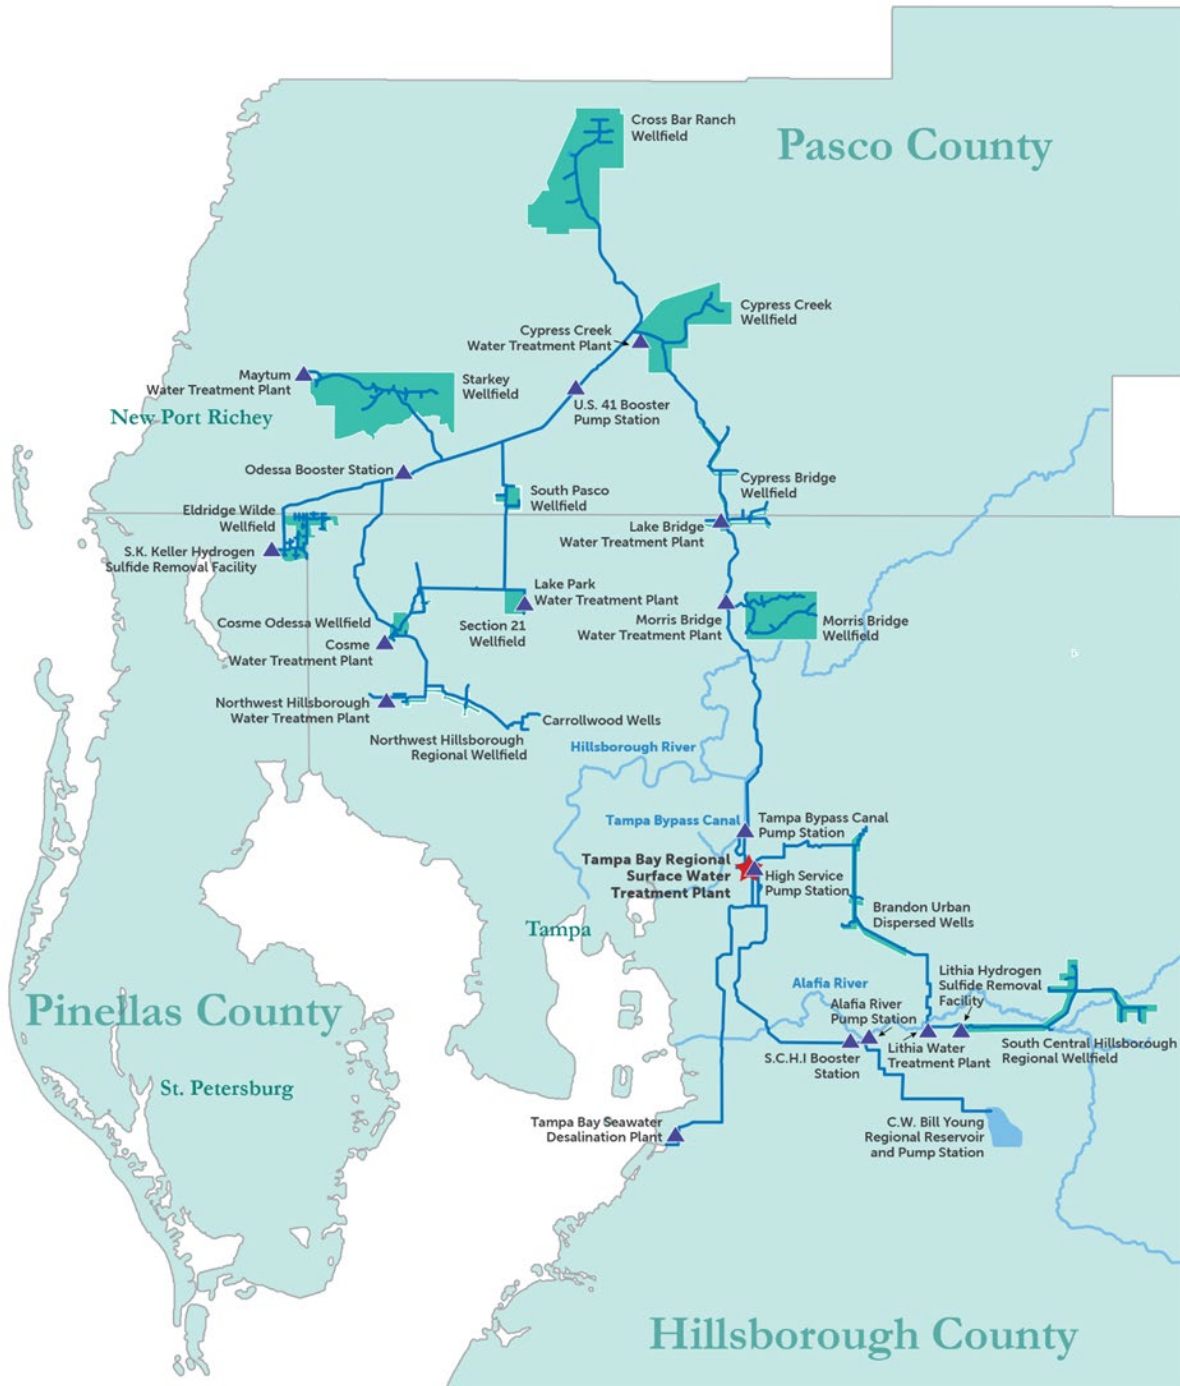 Cross Bar Ranch
Wellfield
Pasco County
Cypress Creek
Wellfield
Cypress Creek
Water Treatment Plant
Maytum
Water Treatment Plant
Starkey
Wellfield
U.S. 41 Booster
Pump Station
New Port Richey
Odessa Booster Station
Cypress Bridge
Wellfield
South Pasco
Wellfield
Eldridge Wilde
Wellfield
Lake Bridge
Water Treatment Plant
S.K. Keller Hydrogen
Sulfide Removal Facility
Lake Park
Water Treatment Plant
Cosme Odessa Wellfield
Section 21
Wellfield
Morris Bridge
Water Treatment Plant
Morris Bridge
Wellfield
Cosme
Water Treatment Plant
Northwest Hillsborough
Water Treatmen Plant
Carrollwood Wells
Northwest Hillsborough
Regional Wellfield
Hillsborough River
Tampa Bypass Canal
Tampa Bypass Canal
Pump Station
Tampa Bay Regional
Surface Water
Treatment Plant
High Service
Pump Station
Brandon Urban
Dispersed Wells
Tampa
Lithia Hydrogen
Sulfide Removal
Facility
Alafia River
Alafia River
Pump Station
Pinellas County
S.C.H.I Booster
Station
Lithia Water
Treatment Plant
South Central Hillsborough
Regional Wellfield
St. Petersburg
Tampa Bay Seawater
Desalination Plant
C.W. Bill Young
Regional Reservoir
and Pump Station
Hillsborough County